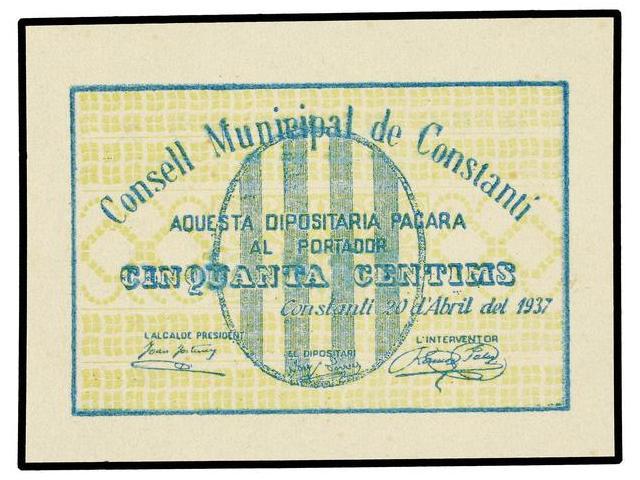 Consell Municipal de Constantí
AQUESTA DIPOSITARIA PAGARA
AL PORTADOR
CINQUANTA CENTIMS
Constantí 20 d'Abril del 1937
L'ALCALDE PRESIDENT
EL DIPOSITARI
L'INTERVENTOR